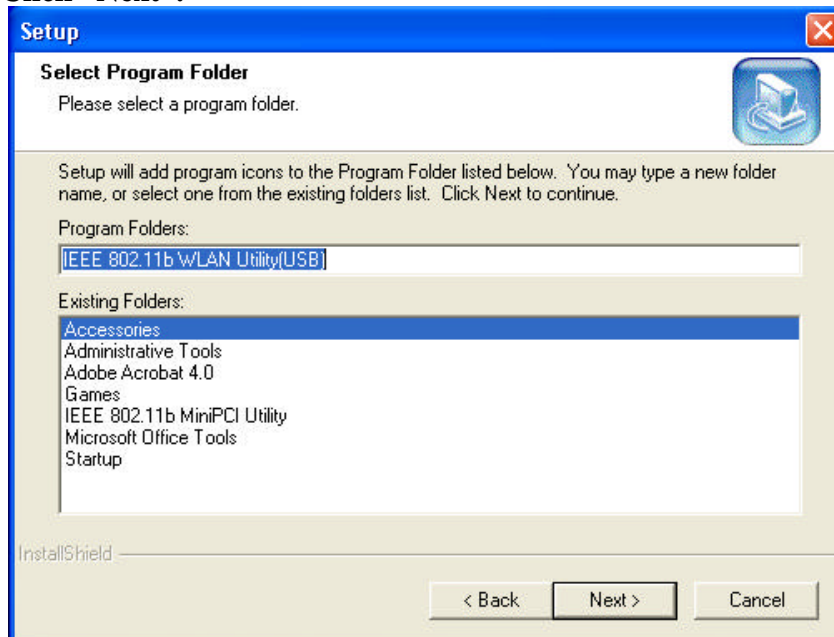 Setup
Select Program Folder
Please select a program folder.
Setup will add program icons to the Program Folder listed below. You may type a new folder
name, or select one from the existing folders list. Click Next to continue.
Program Folders:
IEEE 802.11b WLAN Utility(USB)
Existing Folders:
Accessories
Administrative Tools
Adobe Acrobat 4.0
Games
IEEE 802.11b MiniPCI Utility
Microsoft Office Tools
Startup
InstallShield
< Back
Next >
Cancel